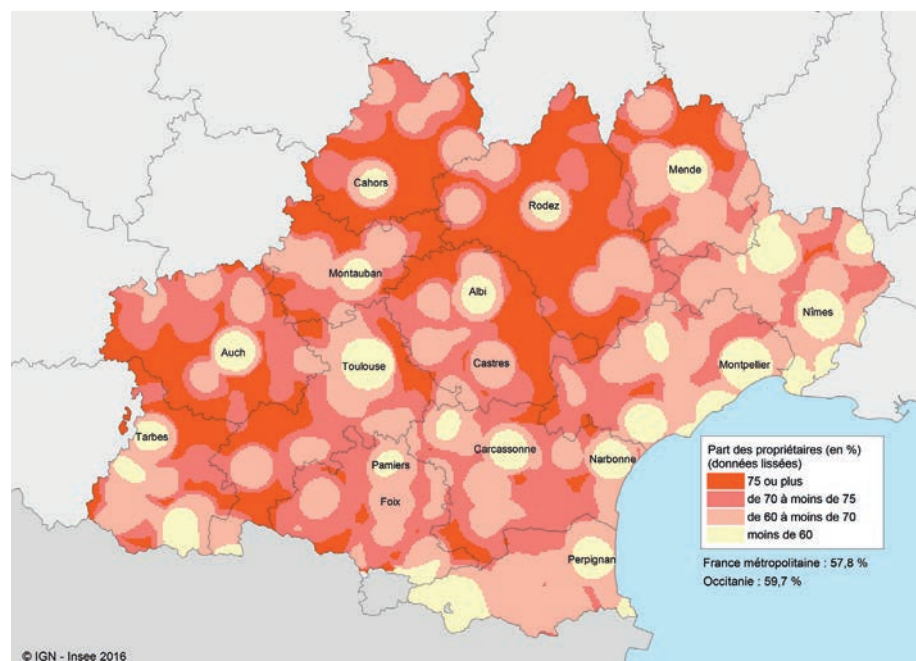 Cahors
Mende
Rodez
Montauban
Albi
Nîmes
Auch
Toulouse
Castres
Montpellier
Tarbes
Carcassonne
Narbonne
Pamiers
Foix
Perpignan
Part des propriétaires (en %)
(données lissées)
75 ou plus
de 70 à moins de 75
de 60 à moins de 70
moins de 60
France métropolitaine : 57,8 %
Occitanie : 59,7 %
© IGN - Insee 2016